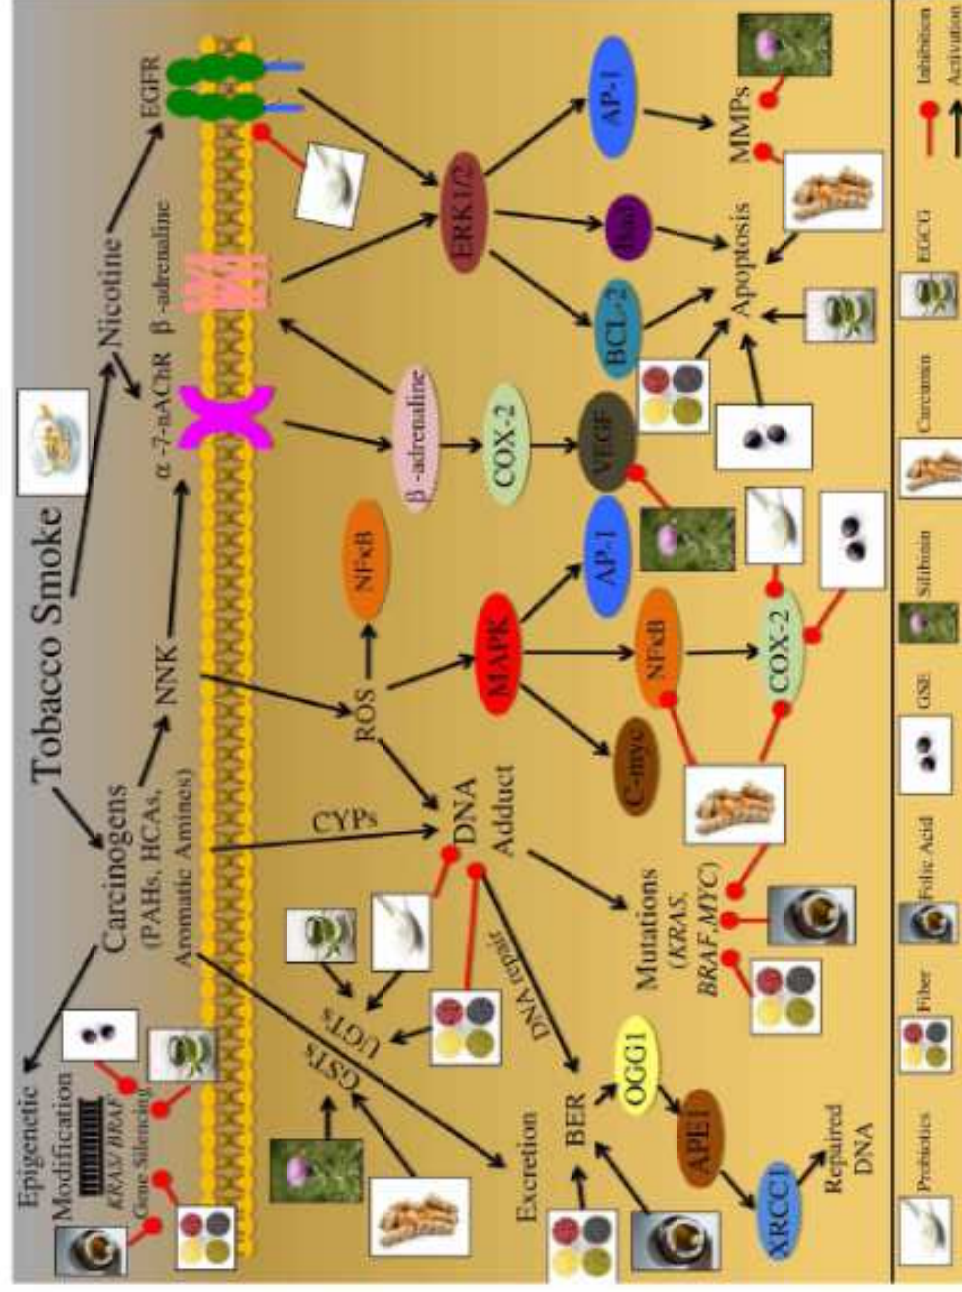 Tobacco Smoke
Carcinogens
(PAHs, HCAs,
Aromatic Amines)
NNK
Nicotine
EGFR
α -7-nAChR
β -adrenaline
Epigenetic
Modification
KRAS/ BRAF
Gene Silencing
CYPs
ROS
NFκB
β -adrenaline
COX-2
VEGF
ERK1/2
BCL-2
Bad
AP-1
MMPs
Apoptosis
MAPK
C-myc
NFκB
AP-1
COX-2
DNA
Adduct
Mutations
(KRAS,
BRAF,MYC)
UGTs
GSTs
DNA repair
Excretion
BER
OGG1
APE1
XRCC1
Repaired
DNA
Probiotics
Fiber
Folic Acid
GSE
Silibinin
Curcumin
EGCG
Inhibition
Activation